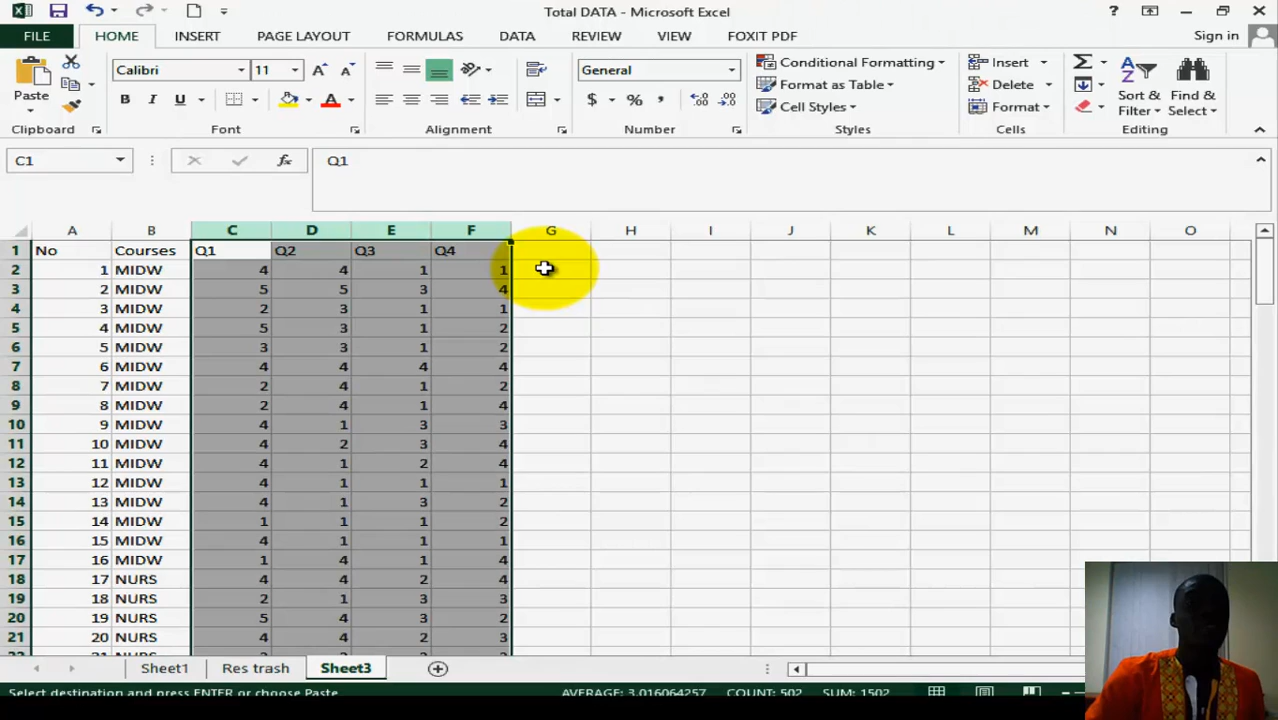 Total DATA - Microsoft Excel
FILE HOME INSERT PAGE LAYOUT FORMULAS DATA REVIEW VIEW FOXIT PDF Sign in
Calibri 11 General Conditional Formatting Insert
Paste Format as Table Delete Sort & Find &
B I U $ % , Cell Styles Format Filter Select
Clipboard Font Alignment Number Styles Cells Editing
C1 fx Q1
A B C D E F G H I J K L M N O
1 No Courses Q1 Q2 Q3 Q4
2 1 MIDW 4 4 1 1
3 2 MIDW 5 5 3 4
4 3 MIDW 2 3 1 1
5 4 MIDW 5 3 1 2
6 5 MIDW 3 3 1 2
7 6 MIDW 4 4 4 4
8 7 MIDW 2 4 1 2
9 8 MIDW 2 4 1 4
10 9 MIDW 4 1 3 3
11 10 MIDW 4 2 3 4
12 11 MIDW 4 1 2 4
13 12 MIDW 4 1 1 1
14 13 MIDW 4 1 3 2
15 14 MIDW 1 1 1 2
16 15 MIDW 4 1 1 1
17 16 MIDW 1 4 1 4
18 17 NURS 4 4 2 4
19 18 NURS 2 1 3 3
20 19 NURS 5 4 3 2
21 20 NURS 4 4 2 3
Sheet1 Res trash Sheet3
Select destination and press ENTER or choose Paste AVERAGE: 3.016064257 COUNT: 502 SUM: 1502